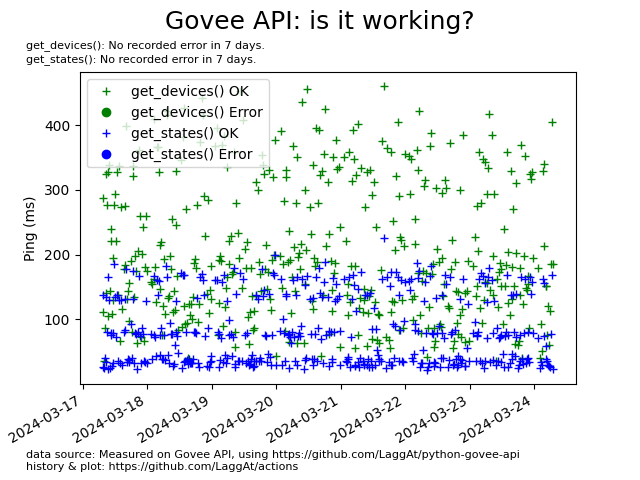 Govee API: is it working?
get_devices(): No recorded error in 7 days.
get_states(): No recorded error in 7 days.
get_devices() OK
get_devices() Error
get_states() OK
get_states() Error
Ping (ms)
400
300
200
100
2024-03-17
2024-03-18
2024-03-19
2024-03-20
2024-03-21
2024-03-22
2024-03-23
2024-03-24
data source: Measured on Govee API, using https://github.com/LaggAt/python-govee-api
history & plot: https://github.com/LaggAt/actions